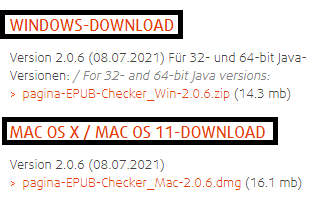 WINDOWS-DOWNLOAD
Version 2.0.6 (08.07.2021) Für 32- und 64-bit Java-
Versionen: / For 32- and 64-bit Java versions:
> pagina-EPUB-Checker_Win-2.0.6.zip (14.3 mb)
MAC OS X / MAC OS 11-DOWNLOAD
Version 2.0.6 (08.07.2021)
> pagina-EPUB-Checker_Mac-2.0.6.dmg (16.1 mb)